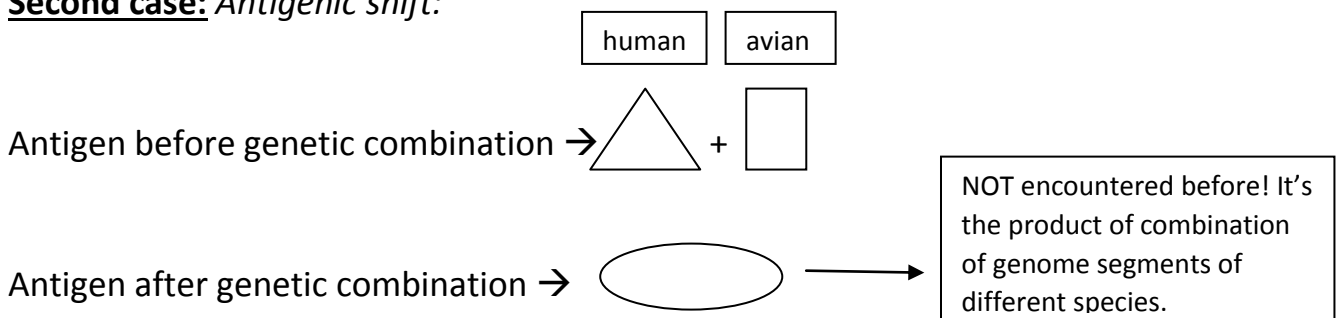 Second case: Antigenic shift:
human avian
Antigen before genetic combination → +
NOT encountered before! It’s
the product of combination
of genome segments of
different species.
Antigen after genetic combination →